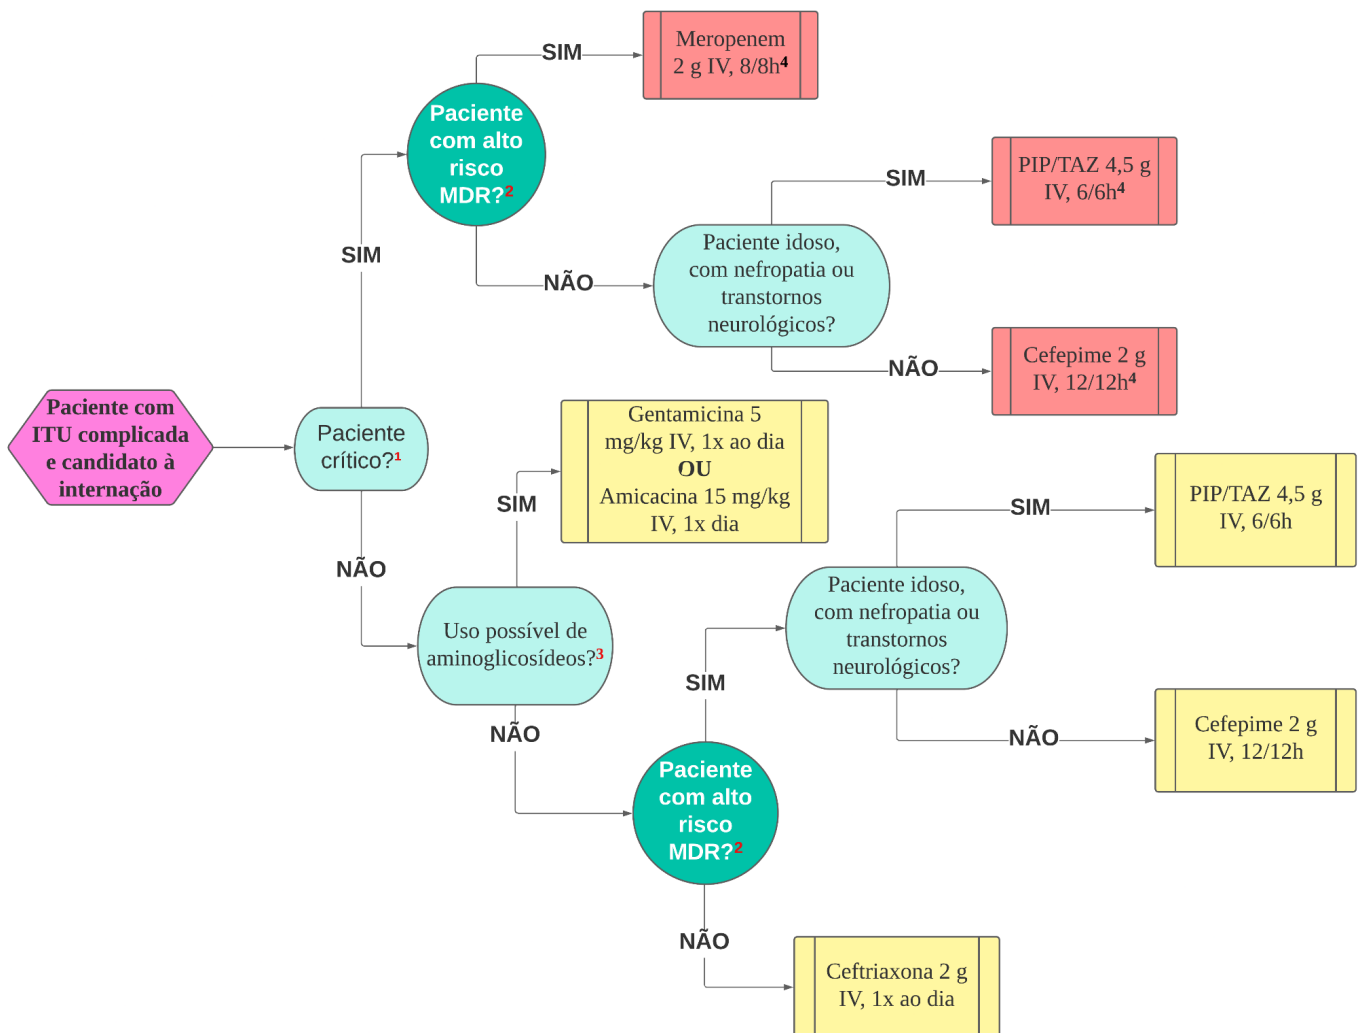 Meropenem
2 g IV, 8/8h4
SIM
Paciente
com alto
risco
MDR?2
SIM
PIP/TAZ 4,5 g
IV, 6/6h4
SIM
NÃO
Paciente idoso,
com nefropatia ou
transtornos
neurológicos?
NÃO
Cefepime 2 g
IV, 12/12h4
Paciente com
ITU complicada
e candidato à
internação
Paciente
crítico?1
Gentamicina 5
mg/kg IV, 1x ao dia
OU
Amicacina 15 mg/kg
IV, 1x dia
SIM
NÃO
Uso possível de
aminoglicosídeos?3
NÃO
SIM
PIP/TAZ 4,5 g
IV, 6/6h
Paciente idoso,
com nefropatia ou
transtornos
neurológicos?
SIM
NÃO
Cefepime 2 g
IV, 12/12h
Paciente
com alto
risco
MDR?2
NÃO
Ceftriaxona 2 g
IV, 1x ao dia